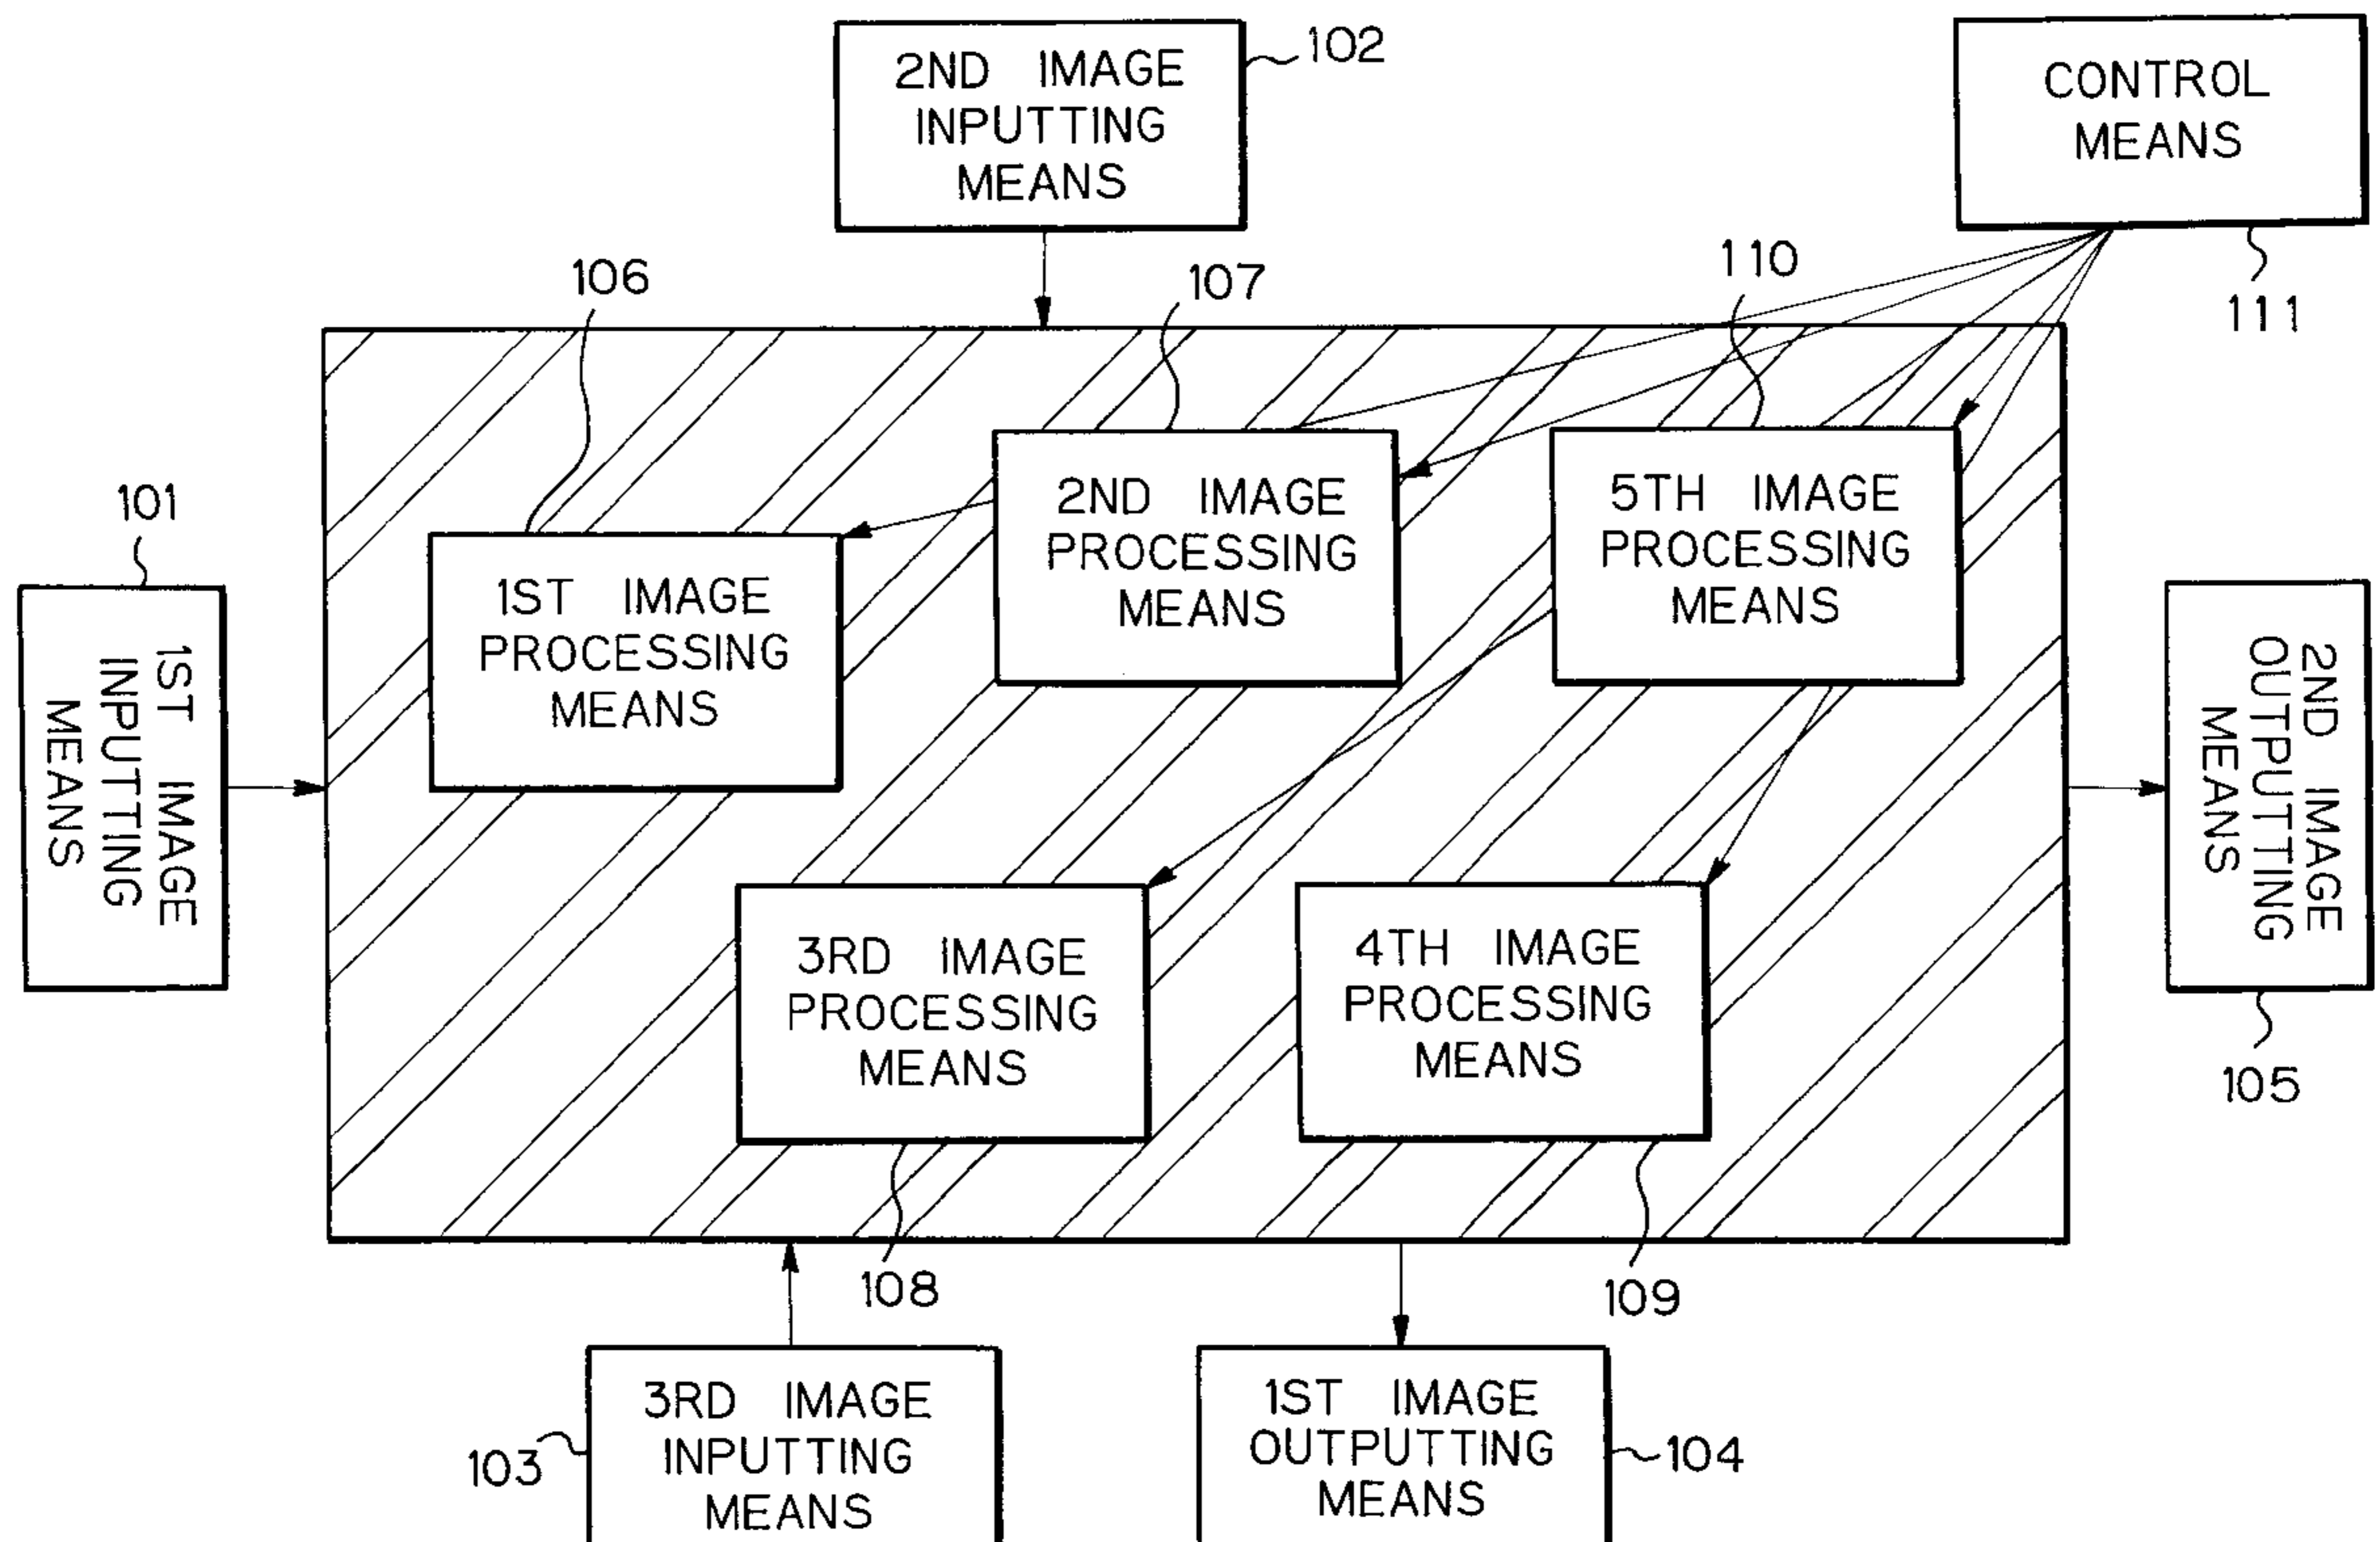 2ND IMAGE
INPUTTING
MEANS
102
CONTROL
MEANS
111
106
107
110
101
1ST IMAGE
INPUTTING
MEANS
1ST IMAGE
PROCESSING
MEANS
2ND IMAGE
PROCESSING
MEANS
5TH IMAGE
PROCESSING
MEANS
2ND IMAGE
OUTPUTTING
MEANS
105
3RD IMAGE
PROCESSING
MEANS
4TH IMAGE
PROCESSING
MEANS
108
109
103
3RD IMAGE
INPUTTING
MEANS
1ST IMAGE
OUTPUTTING
MEANS
104